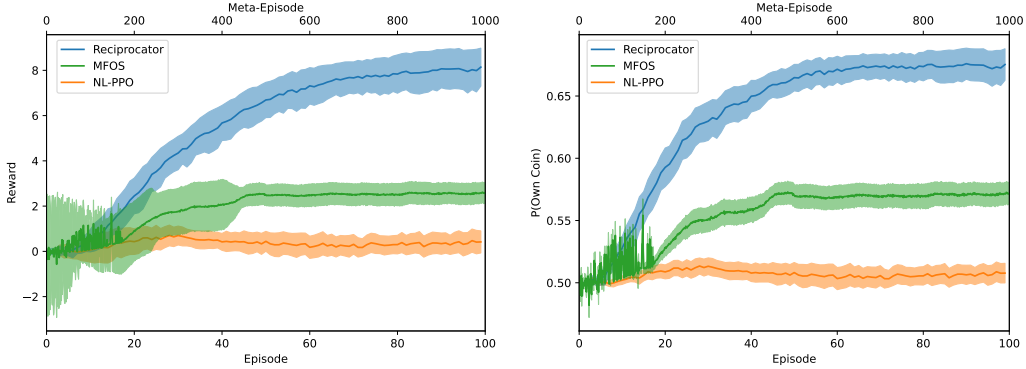 Meta-Episode
0 200 400 600 800 1000
Reciprocator
MFOS
NL-PPO
8
6
4
2
0
−2
Reward
0 20 40 60 80 100
Episode
Meta-Episode
0 200 400 600 800 1000
Reciprocator
MFOS
NL-PPO
0.65
0.60
0.55
0.50
P(Own Coin)
0 20 40 60 80 100
Episode